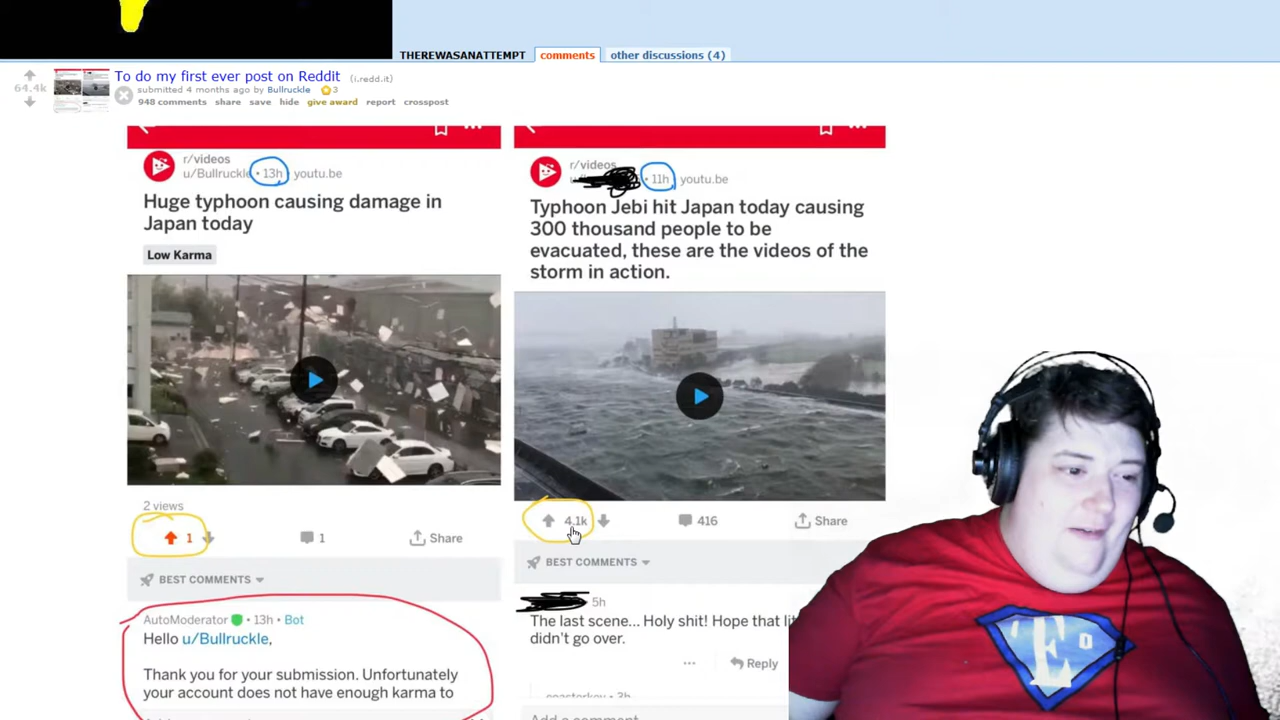 THEREWASANATTEMPT comments other discussions (4)
64.4k
To do my first ever post on Reddit (i.redd.it)
submitted 4 months ago by Bullruckle 3
948 comments share save hide give award report crosspost
r/videos
u/Bullruckle • 13h • youtu.be
Huge typhoon causing damage in
Japan today
Low Karma
2 views
1
1
Share
BEST COMMENTS
AutoModerator • 13h • Bot
Hello u/Bullruckle,
Thank you for your submission. Unfortunately
your account does not have enough karma to
r/videos
• 11h • youtu.be
Typhoon Jebi hit Japan today causing
300 thousand people to be
evacuated, these are the videos of the
storm in action.
4.1k
416
Share
BEST COMMENTS
5h
The last scene... Holy shit! Hope that
didn't go over.
Reply
Add a comment